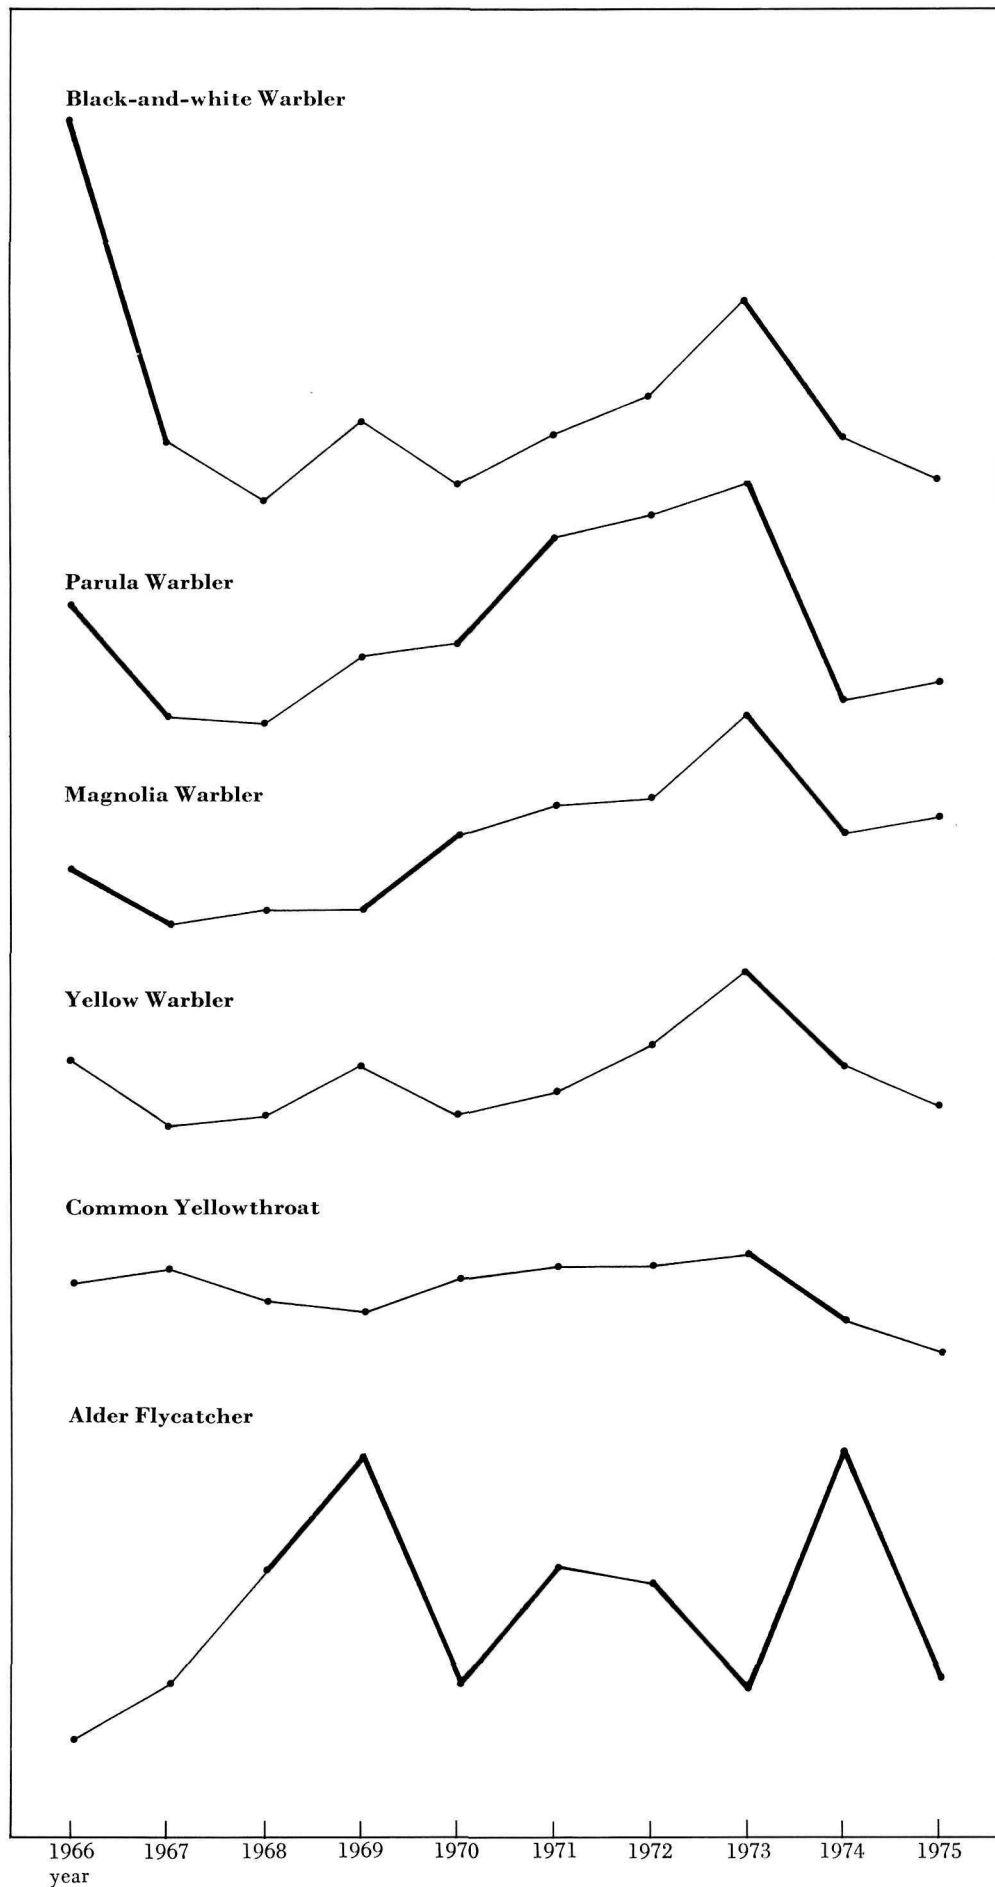 Black-and-white Warbler
Parula Warbler
Magnolia Warbler
Yellow Warbler
Common Yellowthroat
Alder Flycatcher
1966 1967 1968 1969 1970 1971 1972 1973 1974 1975
year